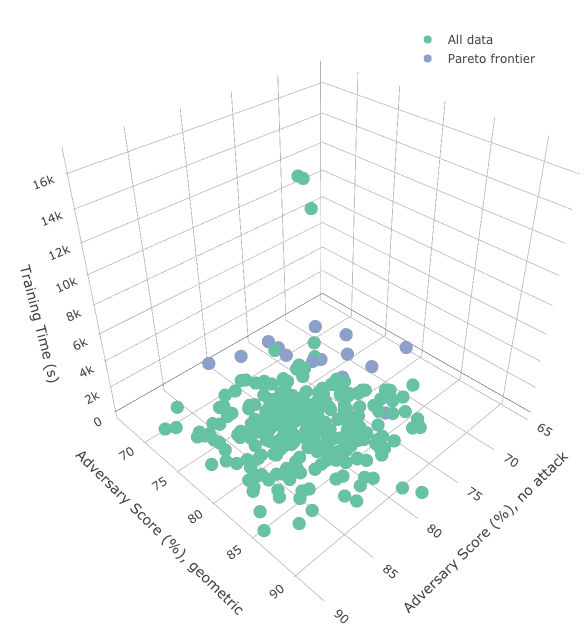 All data
Pareto frontier
16k
14k
12k
10k
8k
6k
4k
2k
0
Training Time (s)
70
75
80
85
90
Adversary Score (%), geometric
65
70
75
80
85
90
Adversary Score (%), no attack